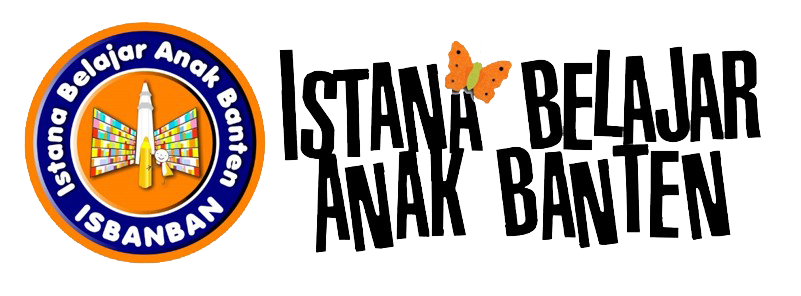 Istana Belajar Anak Banten
ISBANBAN
ISTANA BELAJAR
ANAK BANTEN